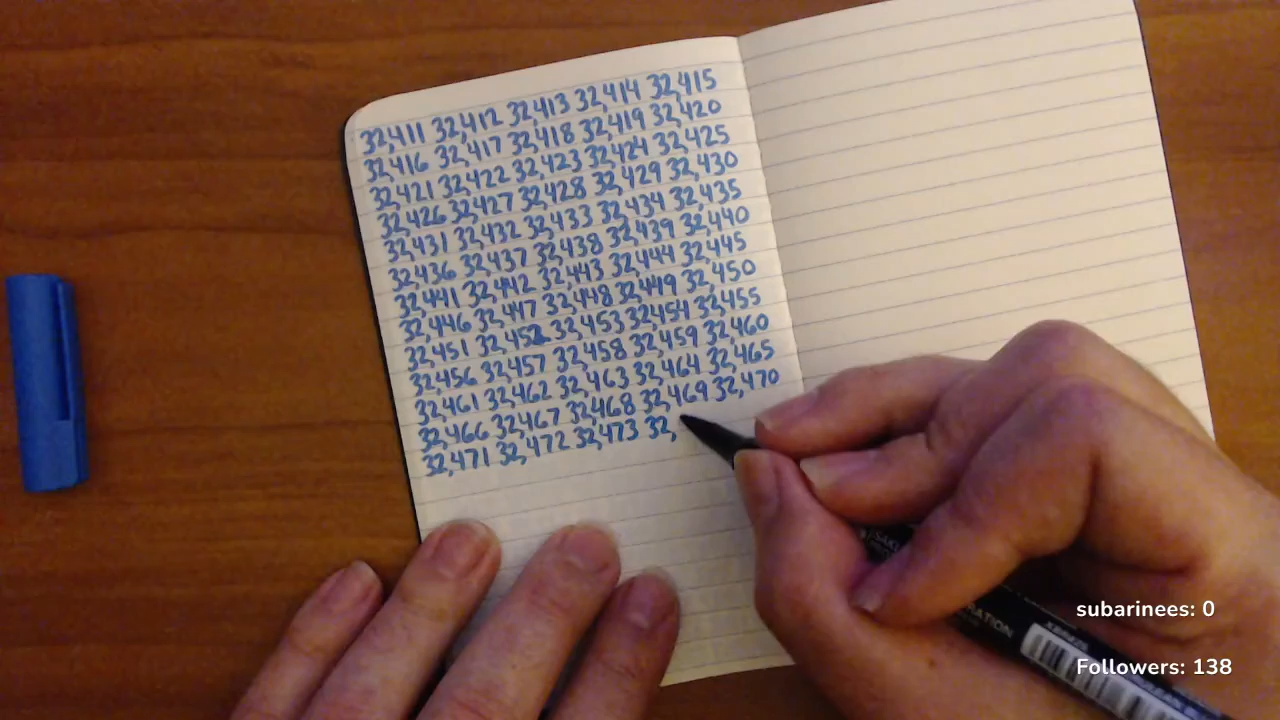 32,411 32,412 32,413 32,414 32,415
32,416 32,417 32,418 32,419 32,420
32,421 32,422 32,423 32,424 32,425
32,426 32,427 32,428 32,429 32,430
32,431 32,432 32,433 32,434 32,435
32,436 32,437 32,438 32,439 32,440
32,441 32,442 32,443 32,444 32,445
32,446 32,447 32,448 32,449 32,450
32,451 32,452 32,453 32,454 32,455
32,456 32,457 32,458 32,459 32,460
32,461 32,462 32,463 32,464 32,465
32,466 32,467 32,468 32,469 32,470
32,471 32,472 32,473 32,
subarinees: 0
Followers: 138